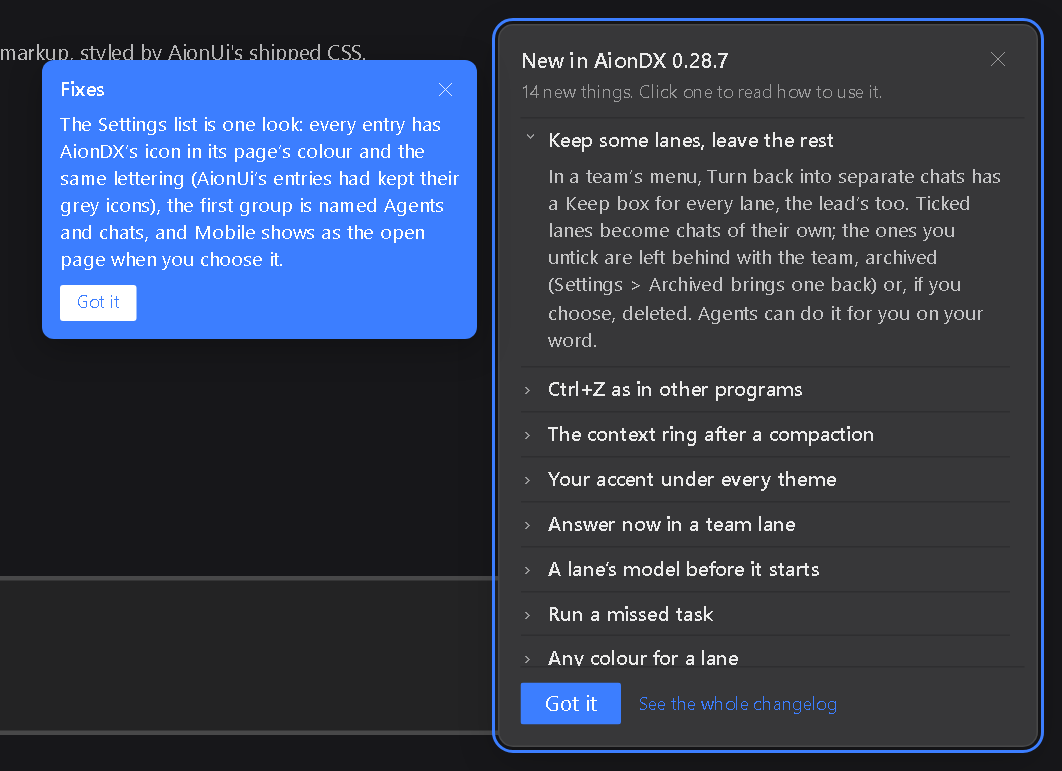 markup, styled by AionUi's shipped CSS.
Fixes
The Settings list is one look: every entry has
AionDX's icon in its page's colour and the
same lettering (AionUi's entries had kept their
grey icons), the first group is named Agents
and chats, and Mobile shows as the open
page when you choose it.
Got it
New in AionDX 0.28.7
14 new things. Click one to read how to use it.
Keep some lanes, leave the rest
In a team's menu, Turn back into separate chats has
a Keep box for every lane, the lead's too. Ticked
lanes become chats of their own; the ones you
untick are left behind with the team, archived
(Settings > Archived brings one back) or, if you
choose, deleted. Agents can do it for you on your
word.
Ctrl+Z as in other programs
The context ring after a compaction
Your accent under every theme
Answer now in a team lane
A lane's model before it starts
Run a missed task
Any colour for a lane
Got it
See the whole changelog